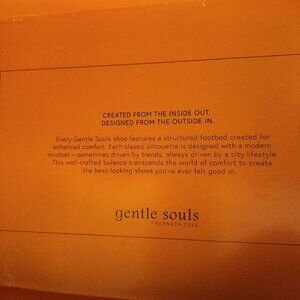 CREATED FROM THE INSIDE OUT.
DESIGNED FROM THE OUTSIDE IN.
Every Gentle Souls shoe features a structured footbed created for
enhanced comfort. Each classic silhouette is designed with a modern
mindset – sometimes driven by trends, always driven by a city lifestyle.
This well-crafted balance transcends the world of comfort to create
the best-looking shoes you've ever felt good in.
gentle souls
BY KENNETH COLE